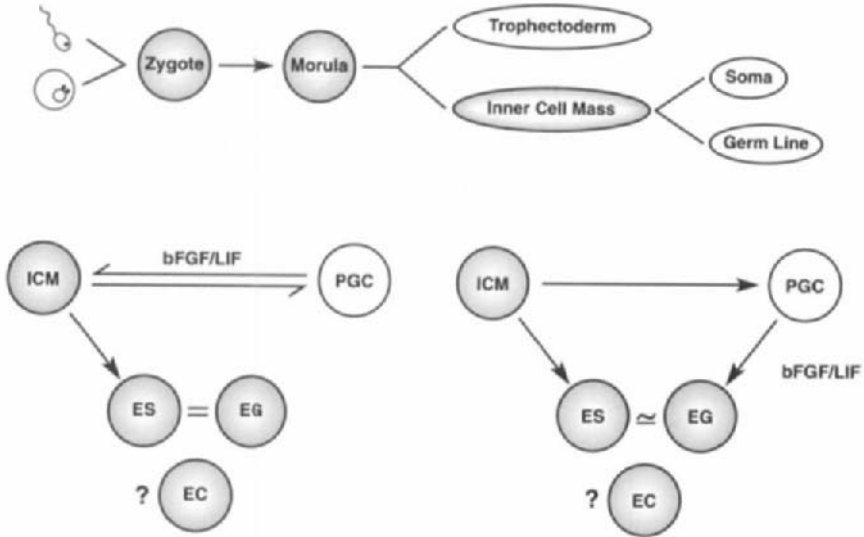 Trophectoderm
Zygote
Morula
Inner Cell Mass
Soma
Germ Line
bFGF/LIF
ICM
PGC
ES = EG
? EC
ICM
PGC
bFGF/LIF
ES ≃ EG
? EC